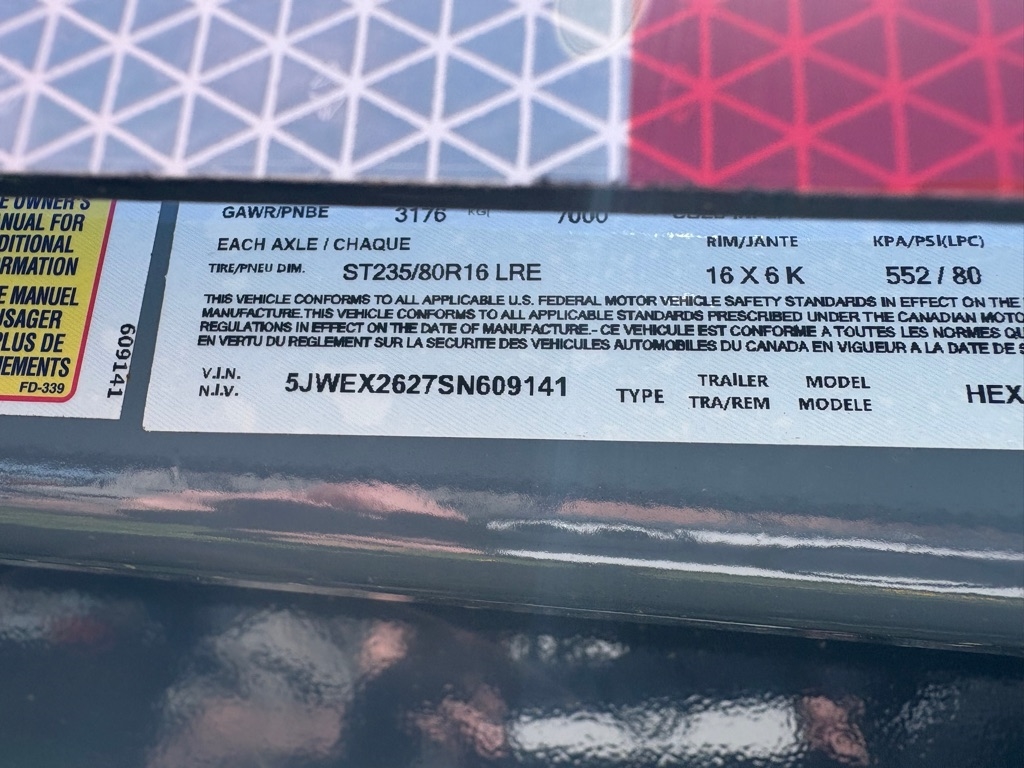 E OWNER'S
NUAL FOR
DITIONAL
RMATION
E MANUEL
SAGER
PLUS DE
EMENTS
FD-339
609141
GAWR/PNBE 3176 KG 7000
EACH AXLE / CHAQUE RIM/JANTE KPA/PSI(LPC)
TIRE/PNEU DIM. ST235/80R16 LRE 16 X 6 K 552 / 80
THIS VEHICLE CONFORMS TO ALL APPLICABLE U.S. FEDERAL MOTOR VEHICLE SAFETY STANDARDS IN EFFECT ON THE
MANUFACTURE. THIS VEHICLE CONFORMS TO ALL APPLICABLE STANDARDS PRESCRIBED UNDER THE CANADIAN MOTO
REGULATIONS IN EFFECT ON THE DATE OF MANUFACTURE.- CE VEHICULE EST CONFORME A TOUTES LES NORMES QU
EN VERTU DU REGLEMENT SUR LA SECURITE DES VEHICULES AUTOMOBILES DU CANADA EN VIGUEUR A LA DATE DE S
V.I.N. 5JWEX2627SN609141 TRAILER MODEL HEX
N.I.V. TYPE TRA/REM MODELE